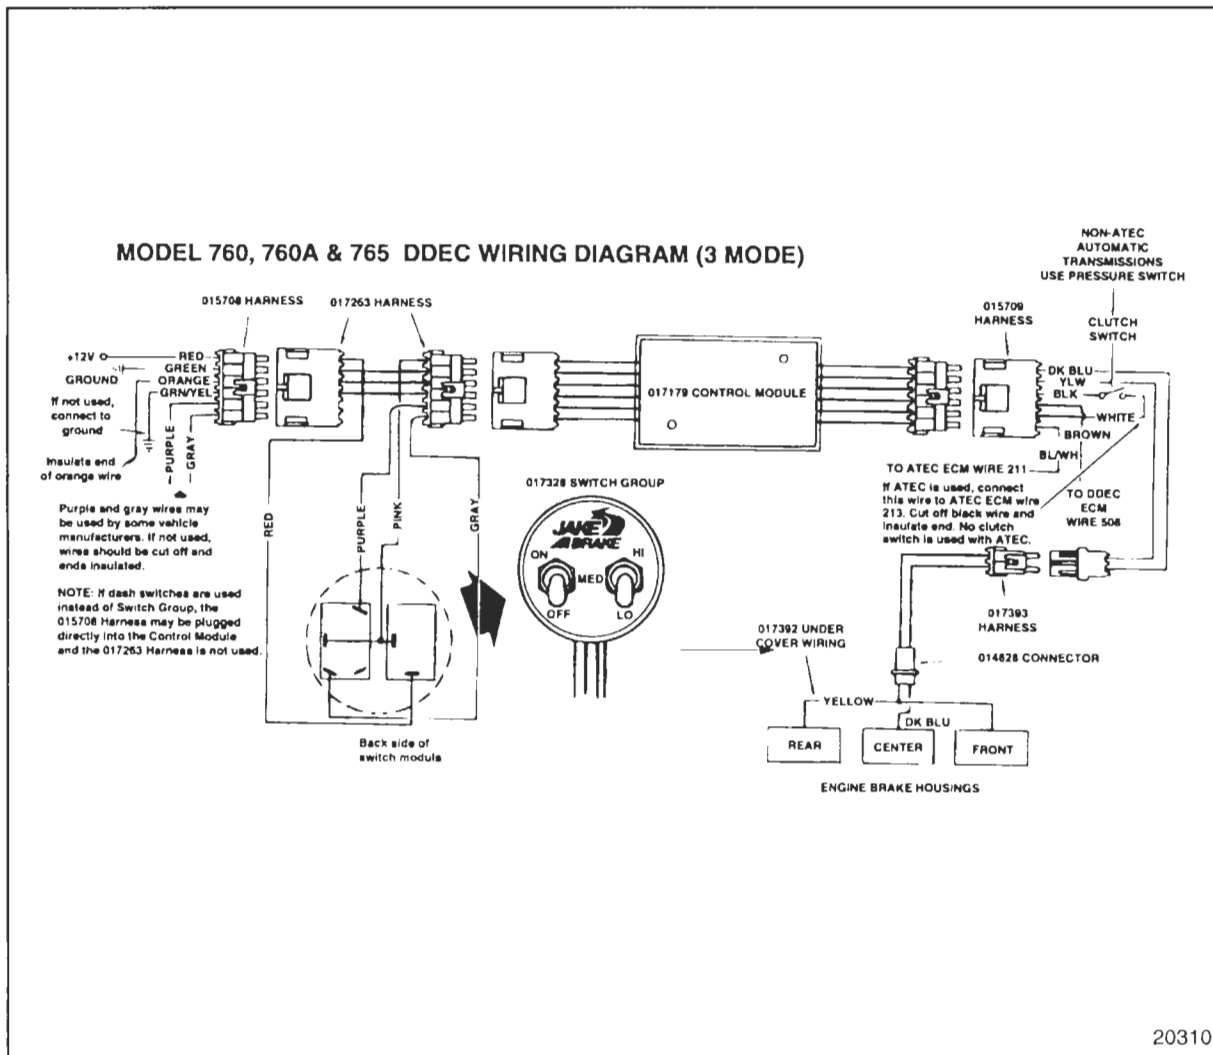 MODEL 760, 760A & 765 DDEC WIRING DIAGRAM (3 MODE)
NON-ATEC
AUTOMATIC
TRANSMISSIONS
USE PRESSURE SWITCH
015708 HARNESS
017263 HARNESS
015709
HARNESS
CLUTCH
SWITCH
+12V
RED
GREEN
GROUND
ORANGE
GRN/YEL
If not used,
connect to
ground
PURPLE
GRAY
Insulate end
of orange wire
Purple and gray wires may
be used by some vehicle
manufacturers. If not used,
wires should be cut off and
ends insulated.
NOTE: If dash switches are used
instead of Switch Group, the
015708 Harness may be plugged
directly into the Control Module
and the 017263 Harness is not used.
RED
PURPLE
PINK
GRAY
Back side of
switch module
017179 CONTROL MODULE
017328 SWITCH GROUP
JAKE
BRAKE
ON
HI
MED
OFF
LO
DK BLU
YLW
BLK
WHITE
BROWN
BL/WH
TO ATEC ECM WIRE 211
If ATEC is used, connect
this wire to ATEC ECM wire
213. Cut off black wire and
insulate end. No clutch
switch is used with ATEC.
TO DDEC
ECM
WIRE 508
017393
HARNESS
017392 UNDER
COVER WIRING
014828 CONNECTOR
YELLOW
DK BLU
REAR
CENTER
FRONT
ENGINE BRAKE HOUSINGS
20310